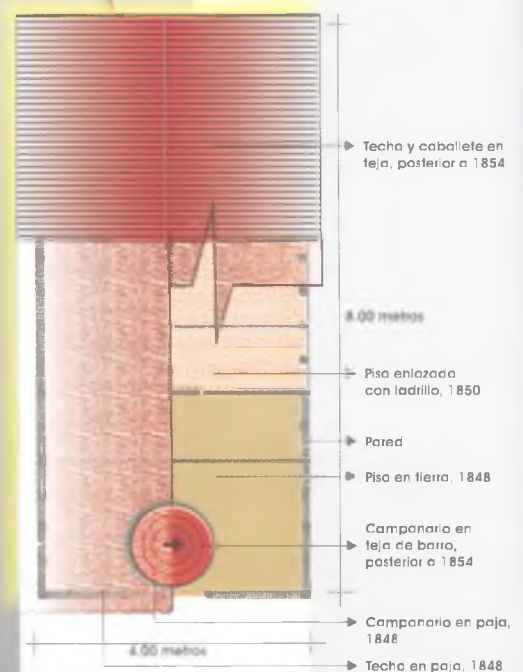 Techo y caballete en
teja, posterior a 1854
8.00 metros
Piso enlozado
con ladrillo, 1850
Pared
Piso en tierra, 1848
Campanario en
teja de barro,
posterior a 1854
Campanario en paja,
1848
4.00 metros
Techo en paja, 1848